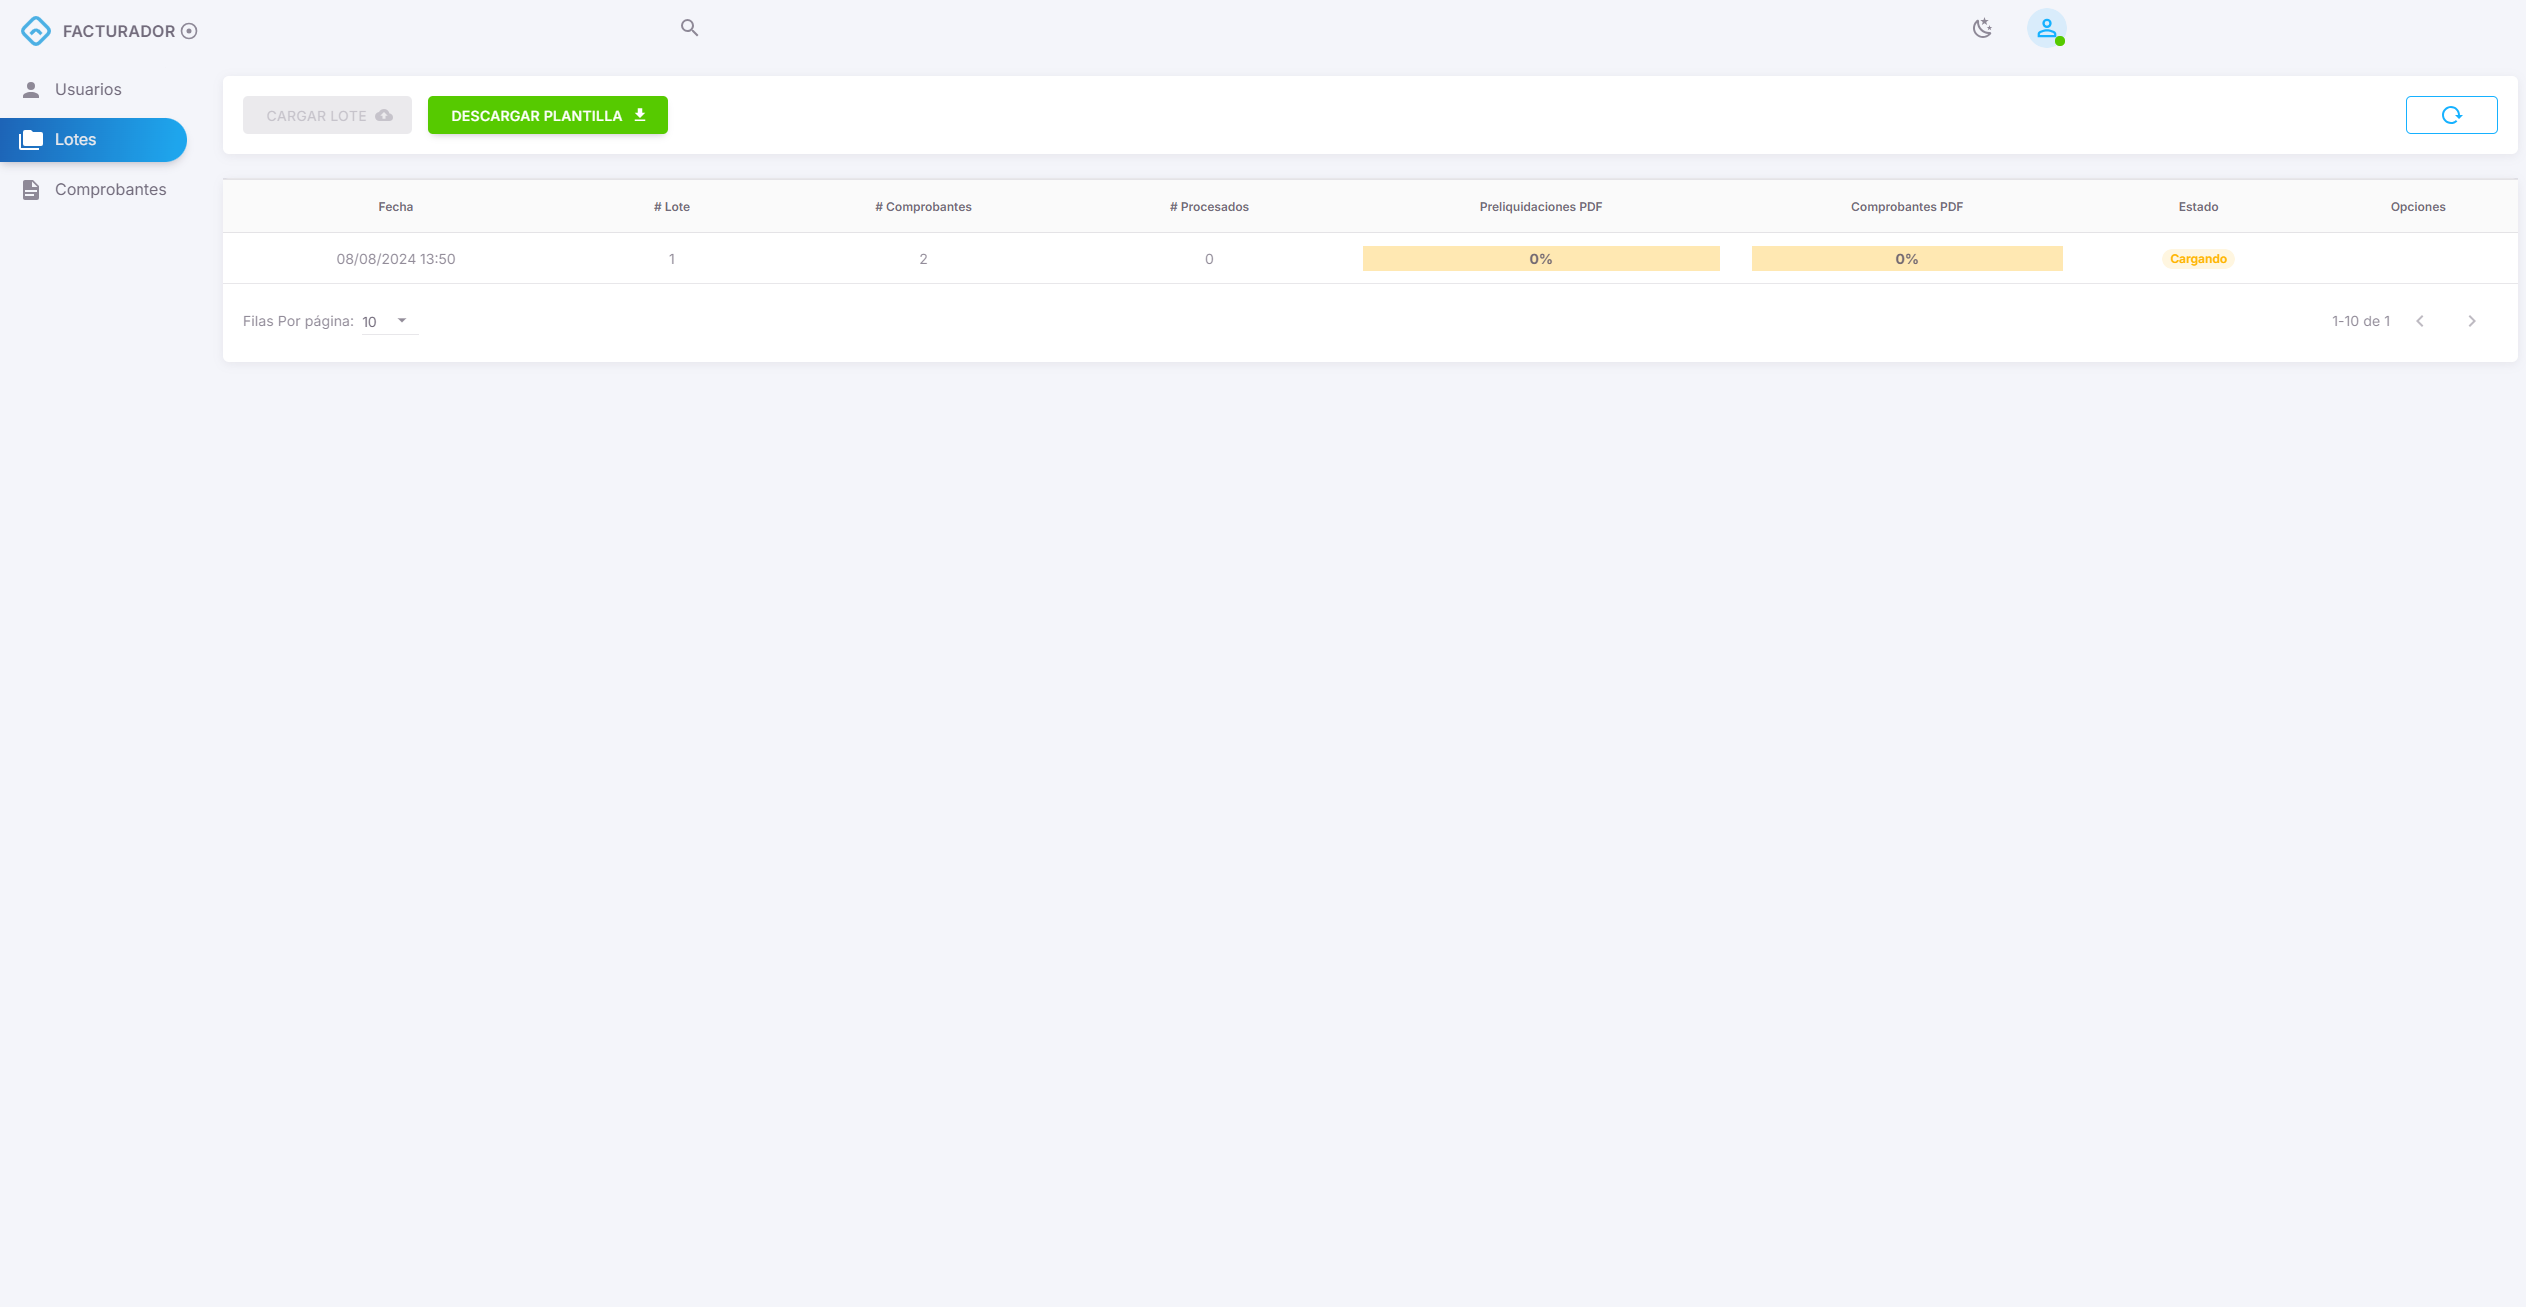 FACTURADOR
Usuarios
Lotes
Comprobantes
CARGAR LOTE
DESCARGAR PLANTILLA
Fecha # Lote # Comprobantes # Procesados Preliquidaciones PDF Comprobantes PDF Estado Opciones
08/08/2024 13:50 1 2 0 0% 0% Cargando
Filas Por página: 10 1-10 de 1